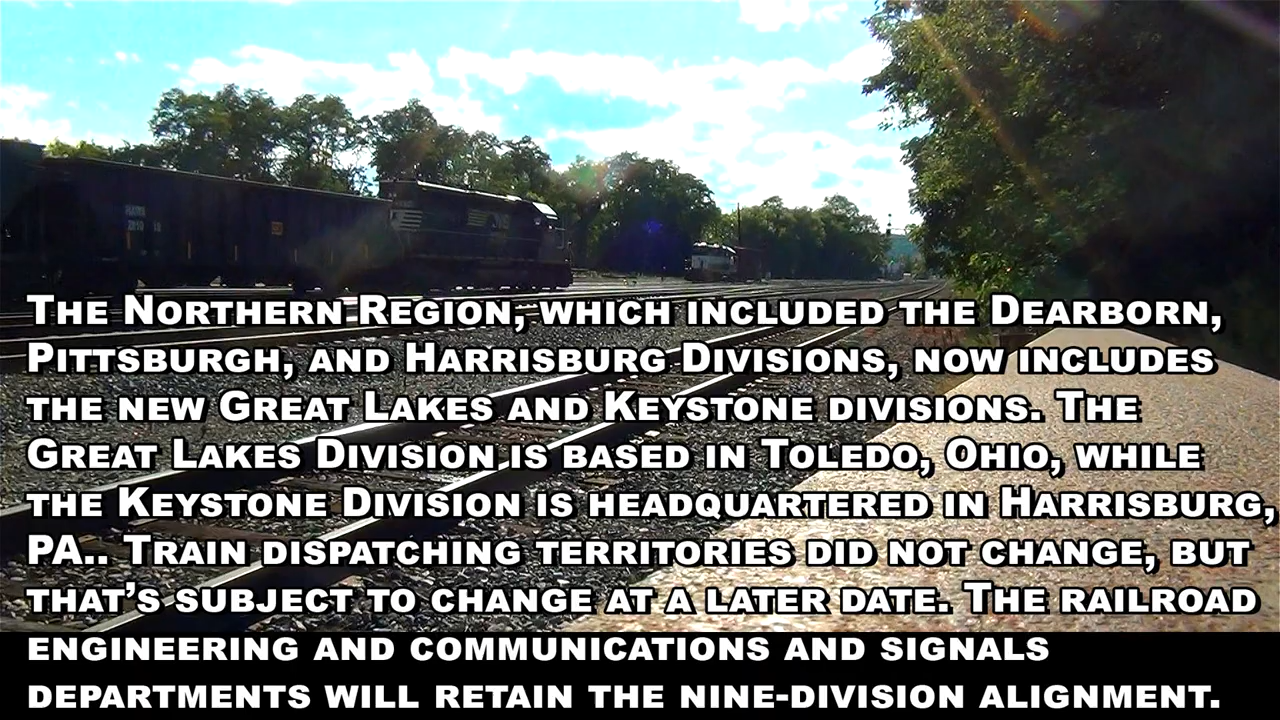 The Northern Region, which included the Dearborn,
Pittsburgh, and Harrisburg Divisions, now includes
the new Great Lakes and Keystone divisions. The
Great Lakes Division is based in Toledo, Ohio, while
the Keystone Division is headquartered in Harrisburg,
PA.. Train dispatching territories did not change, but
that's subject to change at a later date. The railroad
engineering and communications and signals
departments will retain the nine-division alignment.